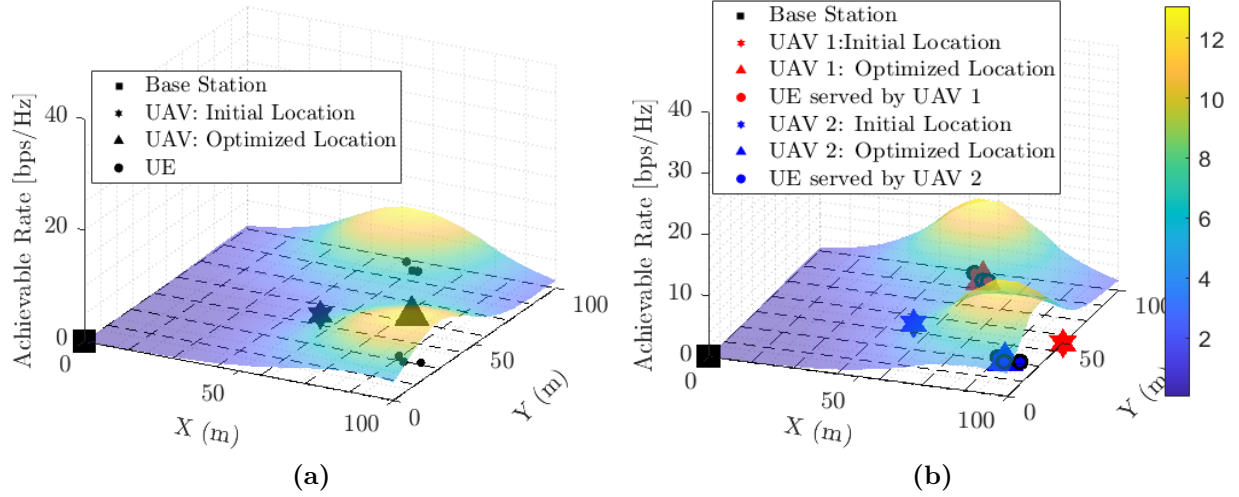 Base Station
UAV: Initial Location
UAV: Optimized Location
UE
Achievable Rate [bps/Hz]
40
20
0
0
50
100
X (m)
0
50
100
Y (m)
(a)
Base Station
UAV 1:Initial Location
UAV 1: Optimized Location
UE served by UAV 1
UAV 2: Initial Location
UAV 2: Optimized Location
UE served by UAV 2
Achievable Rate [bps/Hz]
40
30
20
10
0
0
50
100
X (m)
0
50
100
Y (m)
12
10
8
6
4
2
(b)